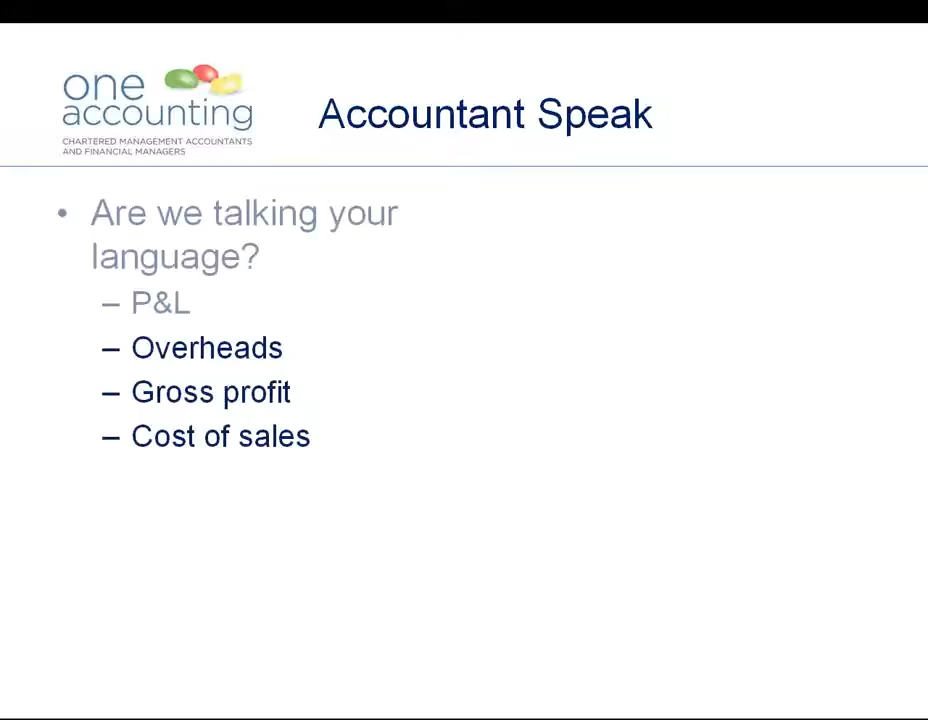 one
accounting
CHARTERED MANAGEMENT ACCOUNTANTS
AND FINANCIAL MANAGERS
Accountant Speak
• Are we talking your
language?
– P&L
– Overheads
– Gross profit
– Cost of sales